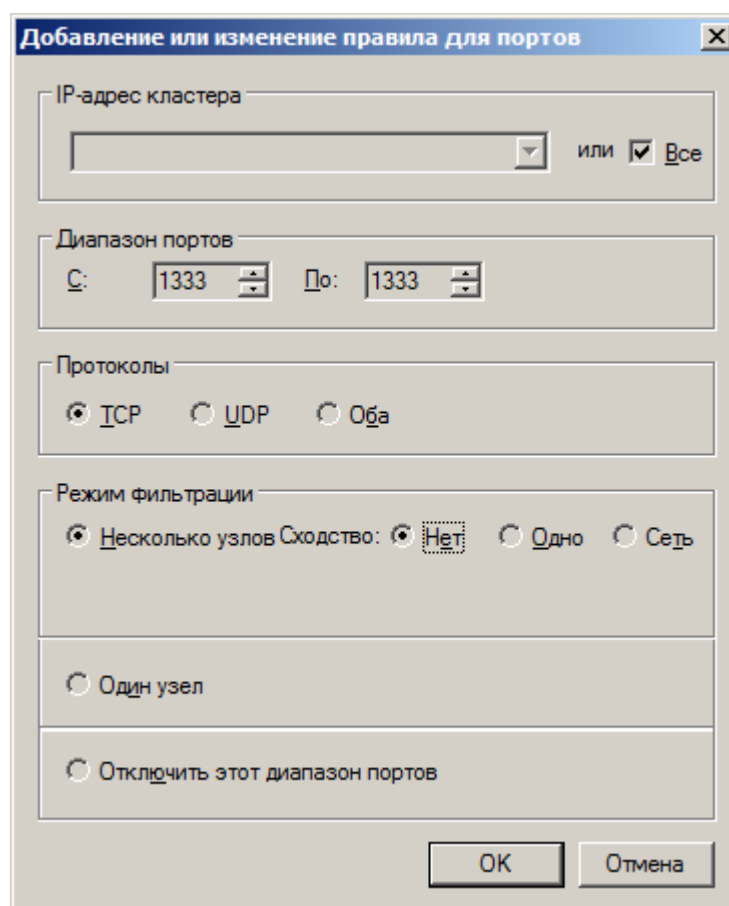 Добавление или изменение правила для портов
IP-адрес кластера
или Все
Диапазон портов
С: 1333 По: 1333
Протоколы
TCP UDP Оба
Режим фильтрации
Несколько узлов Сходство: Нет Одно Сеть
Один узел
Отключить этот диапазон портов
OK Отмена